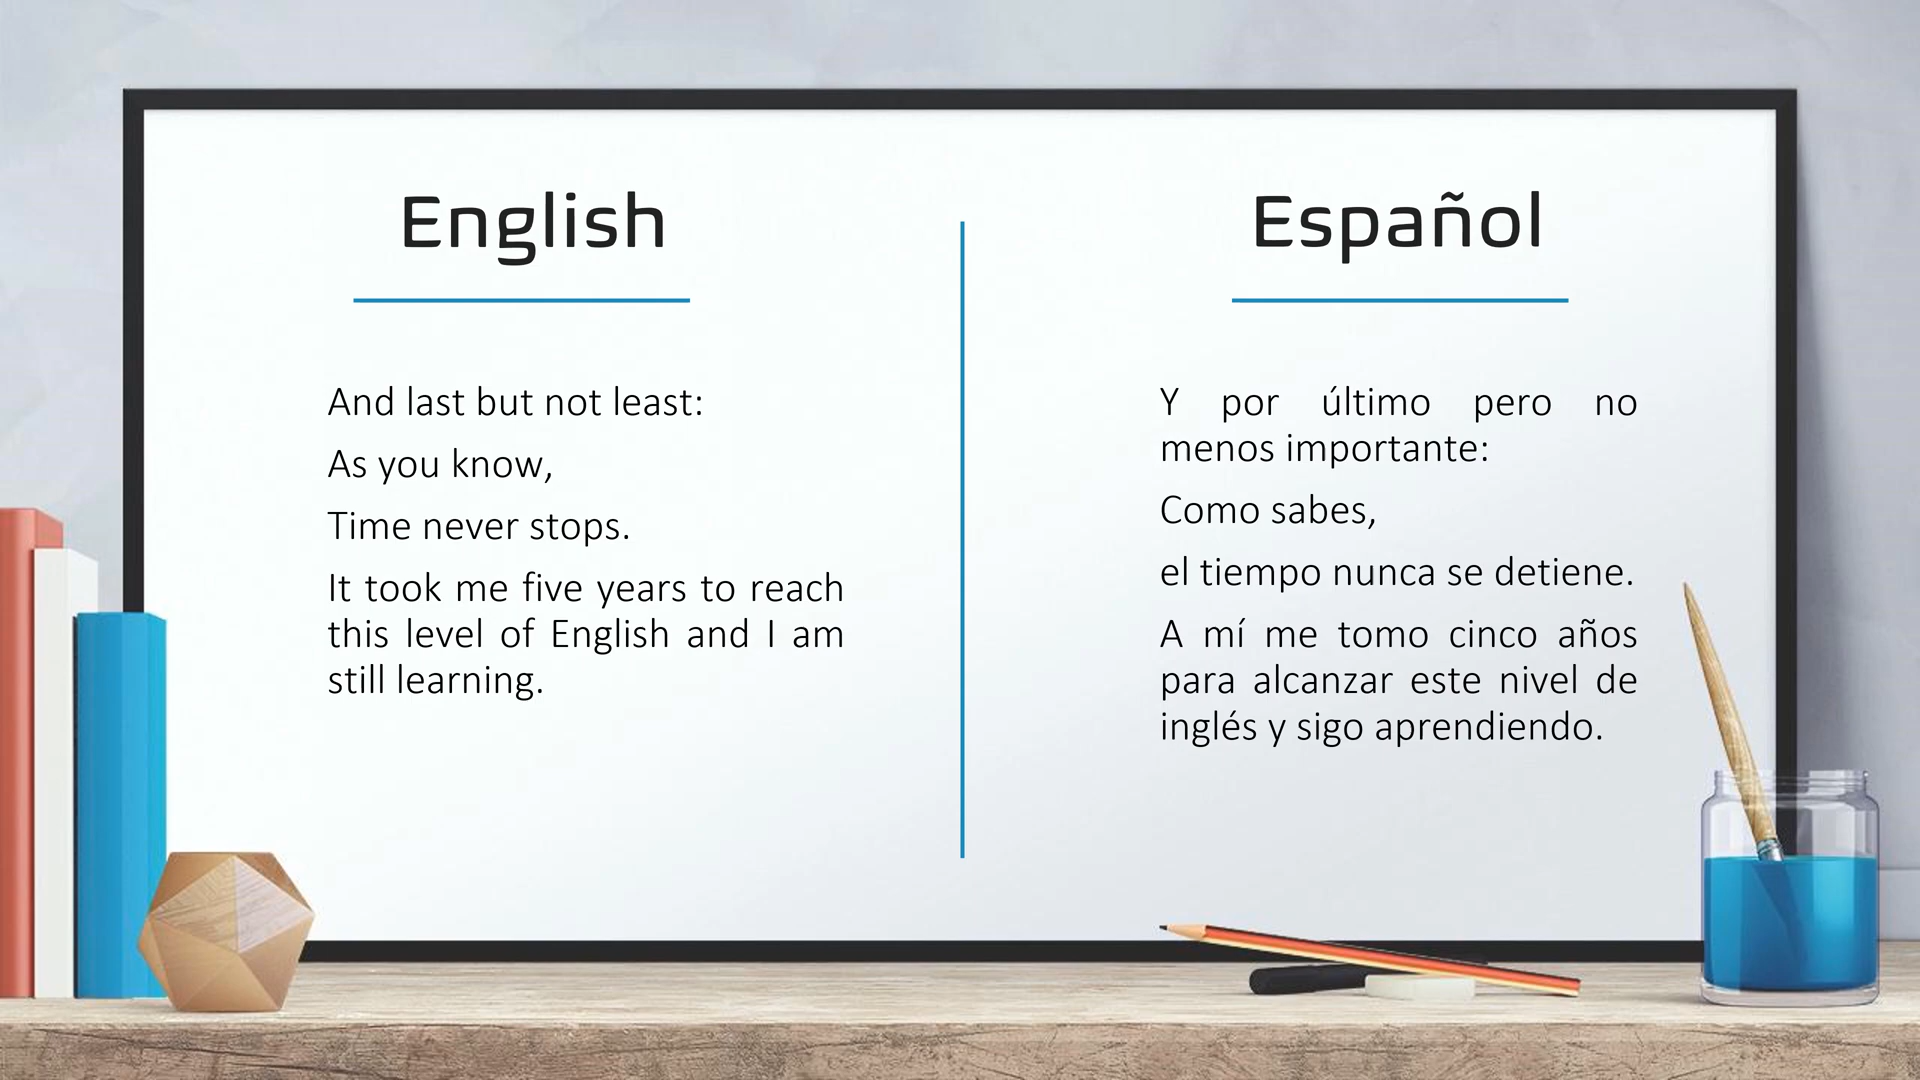 English
And last but not least:
As you know,
Time never stops.
It took me five years to reach
this level of English and I am
still learning.
Español
Y por último pero no
menos importante:
Como sabes,
el tiempo nunca se detiene.
A mí me tomo cinco años
para alcanzar este nivel de
inglés y sigo aprendiendo.